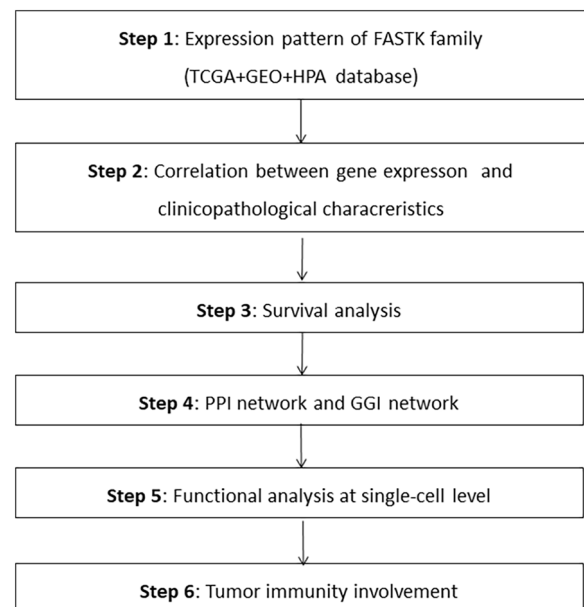 Step 1: Expression pattern of FASTK family
(TCGA+GEO+HPA database)
Step 2: Correlation between gene expresson and
clinicopathological characreristics
Step 3: Survival analysis
Step 4: PPI network and GGI network
Step 5: Functional analysis at single-cell level
Step 6: Tumor immunity involvement